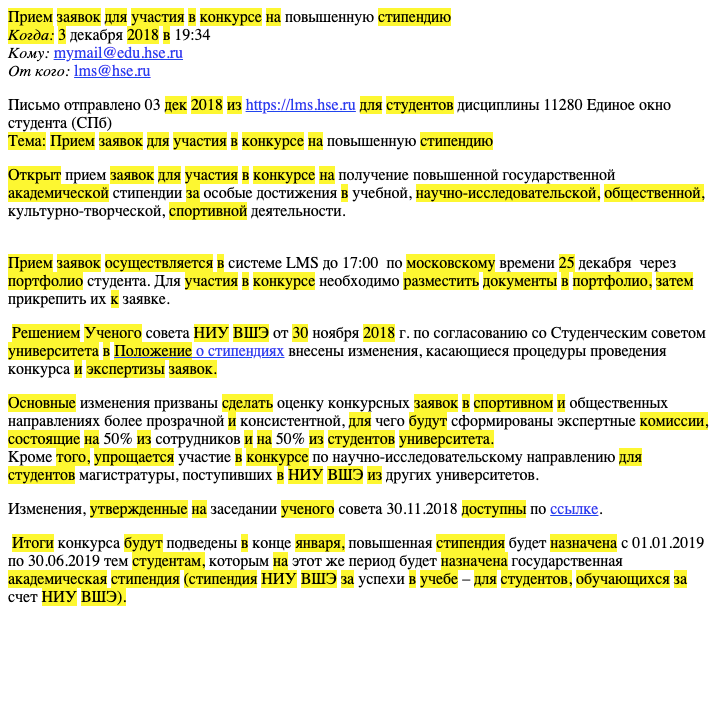 Прием заявок для участия в конкурсе на повышенную стипендию
Когда: 3 декабря 2018 в 19:34
Кому: mymail@edu.hse.ru
От кого: lms@hse.ru
Письмо отправлено 03 дек 2018 из https://lms.hse.ru для студентов дисциплины 11280 Единое окно
студента (СПб)
Тема: Прием заявок для участия в конкурсе на повышенную стипендию
Открыт прием заявок для участия в конкурсе на получение повышенной государственной
академической стипендии за особые достижения в учебной, научно-исследовательской, общественной,
культурно-творческой, спортивной деятельности.
Прием заявок осуществляется в системе LMS до 17:00 по московскому времени 25 декабря через
портфолио студента. Для участия в конкурсе необходимо разместить документы в портфолио, затем
прикрепить их к заявке.
Решением Ученого совета НИУ ВШЭ от 30 ноября 2018 г. по согласованию со Студенческим советом
университета в Положение о стипендиях внесены изменения, касающиеся процедуры проведения
конкурса и экспертизы заявок.
Основные изменения призваны сделать оценку конкурсных заявок в спортивном и общественных
направлениях более прозрачной и консистентной, для чего будут сформированы экспертные комиссии,
состоящие на 50% из сотрудников и на 50% из студентов университета.
Кроме того, упрощается участие в конкурсе по научно-исследовательскому направлению для
студентов магистратуры, поступивших в НИУ ВШЭ из других университетов.
Изменения, утвержденные на заседании ученого совета 30.11.2018 доступны по ссылке.
Итоги конкурса будут подведены в конце января, повышенная стипендия будет назначена с 01.01.2019
по 30.06.2019 тем студентам, которым на этот же период будет назначена государственная
академическая стипендия (стипендия НИУ ВШЭ за успехи в учебе – для студентов, обучающихся за
счет НИУ ВШЭ).